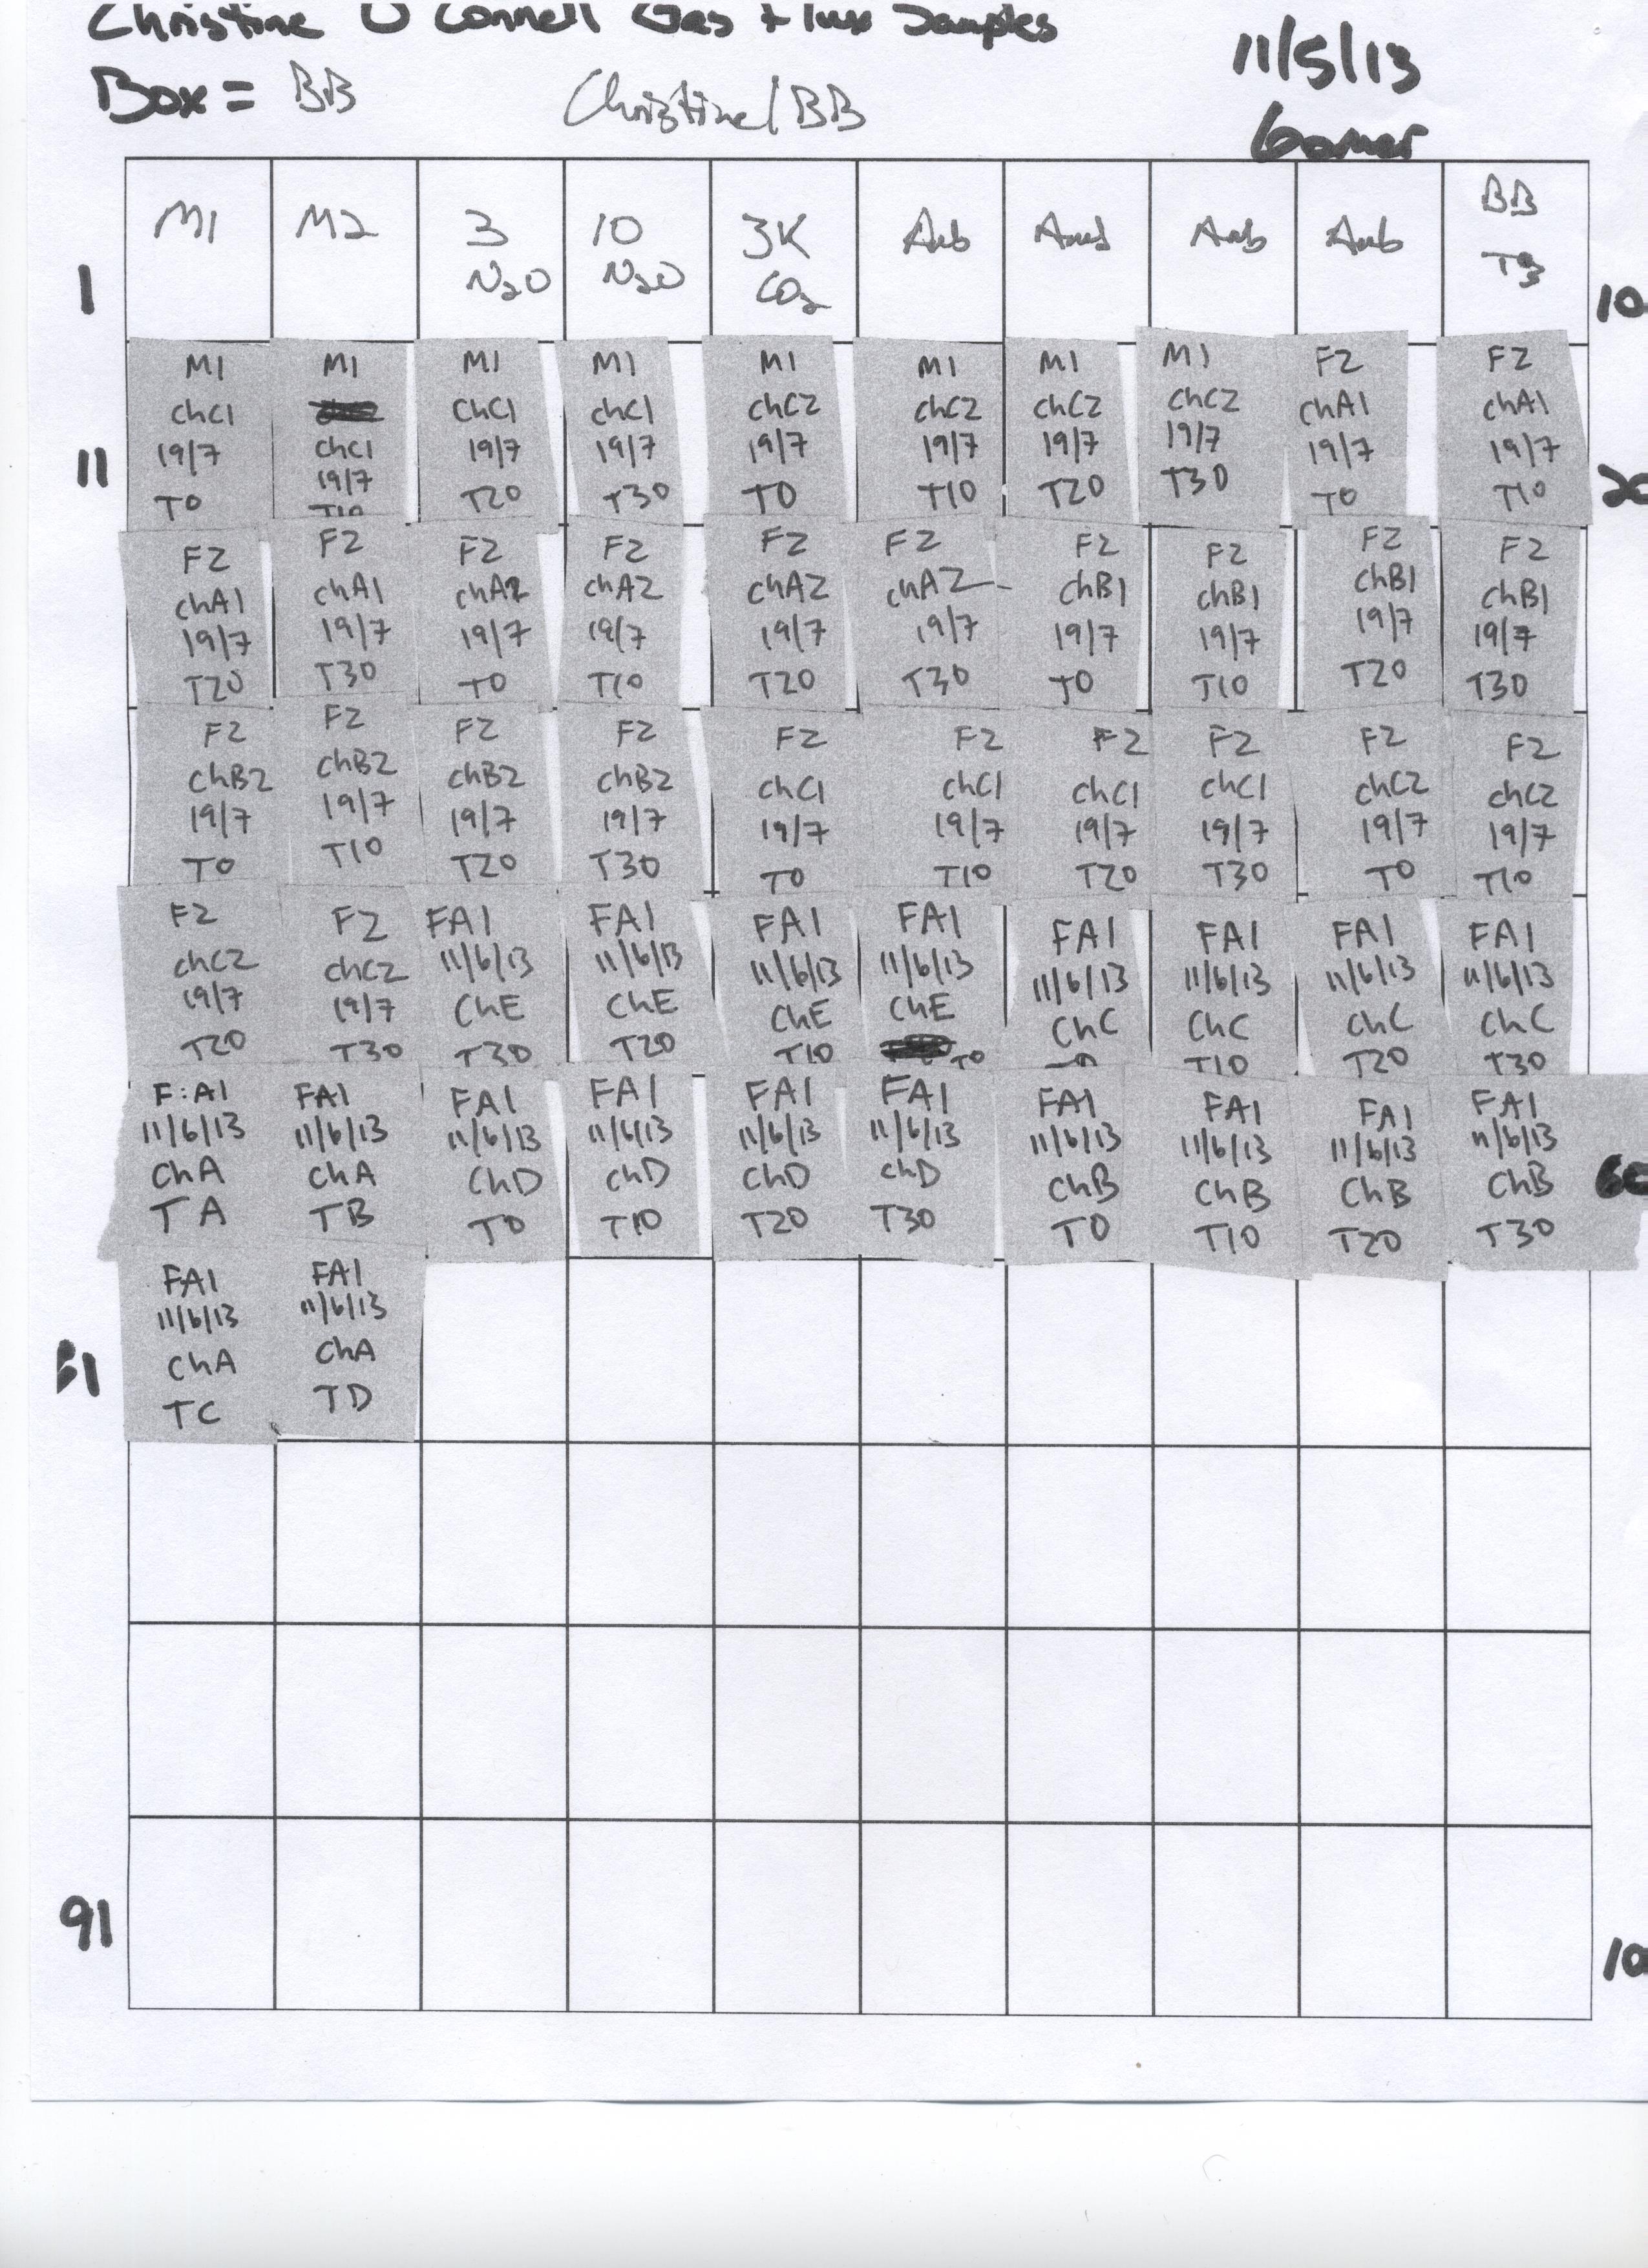 Christine O Connell Gas Flux Samples
11/5/13
Box = BB Christine/BB
Gamer
1 10
M1
M2
3
N2O
10
N2O
3K
CO2
Amb
Amb
Amb
Amb
BB
T3
11 20
M1
chC1
19/7
T0
M1
chC1
19/7
T10
M1
ChC1
19/7
T20
M1
chC1
19/7
T30
M1
chC2
19/7
T0
M1
chC2
19/7
T10
M1
chC2
19/7
T20
M1
chC2
19/7
T30
F2
chA1
19/7
T0
F2
chA1
19/7
T10
F2
chA1
19/7
T20
F2
chA1
19/7
T30
F2
chA2
19/7
T0
F2
chA2
19/7
T10
F2
chA2
19/7
T20
F2
chA2
19/7
T30
F2
chB1
19/7
T0
F2
chB1
19/7
T10
F2
chB1
19/7
T20
F2
chB1
19/7
T30
F2
chB2
19/7
T0
F2
chB2
19/7
T10
F2
chB2
19/7
T20
F2
chB2
19/7
T30
F2
chC1
19/7
T0
F2
chC1
19/7
T10
F2
chC1
19/7
T20
F2
chC1
19/7
T30
F2
chC2
19/7
T0
F2
chC2
19/7
T10
F2
chC2
19/7
T20
F2
chC2
19/7
T30
FA1
11/6/13
ChE
T30
FA1
11/6/13
ChE
T20
FA1
11/6/13
ChE
T10
FA1
11/6/13
ChE
T0
FA1
11/6/13
ChC
FA1
11/6/13
ChC
T10
FA1
11/6/13
ChC
T20
FA1
11/6/13
ChC
T30
60
F:A1
11/6/13
ChA
TA
FA1
11/6/13
ChA
TB
FA1
11/6/13
ChD
T0
FA1
11/6/13
chD
T10
FA1
11/6/13
ChD
T20
FA1
11/6/13
chD
T30
FA1
11/6/13
ChB
T0
FA1
11/6/13
ChB
T10
FA1
11/6/13
ChB
T20
FA1
11/6/13
ChB
T30
61
FA1
11/6/13
ChA
TC
FA1
11/6/13
ChA
TD
91 10